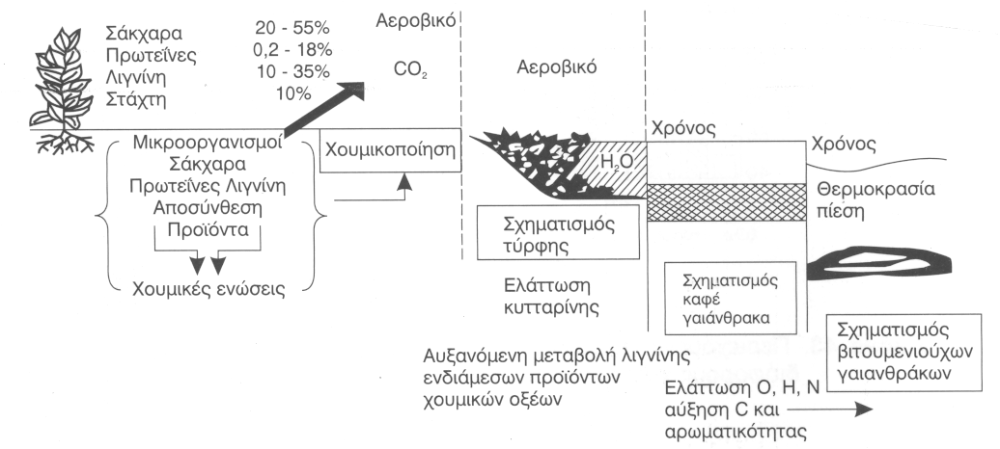 Σάκχαρα 20 - 55%
Πρωτεΐνες 0,2 - 18%
Λιγνίνη 10 - 35%
Στάχτη 10%
Αεροβικό
CO₂
Μικροοργανισμοί
Σάκχαρα
Πρωτεΐνες Λιγνίνη
Αποσύνθεση
Προϊόντα
Χουμικές ενώσεις
Χουμικοποίηση
Αεροβικό
H₂O
Σχηματισμός
τύρφης
Ελάττωση
κυτταρίνης
Αυξανόμενη μεταβολή λιγνίνης
ενδιάμεσων προϊόντων
χουμικών οξέων
Χρόνος
Σχηματισμός
καφέ
γαιάνθρακα
Χρόνος
Θερμοκρασία
πίεση
Σχηματισμός
βιτουμενιούχων
γαιανθράκων
Ελάττωση Ο, Η, Ν
αύξηση C και
αρωματικότητας